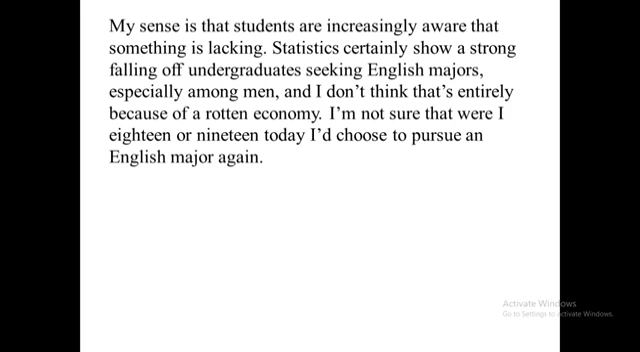 My sense is that students are increasingly aware that
something is lacking. Statistics certainly show a strong
falling off undergraduates seeking English majors,
especially among men, and I don’t think that’s entirely
because of a rotten economy. I’m not sure that were I
eighteen or nineteen today I’d choose to pursue an
English major again.
Activate Windows
Go to Settings to activate Windows.